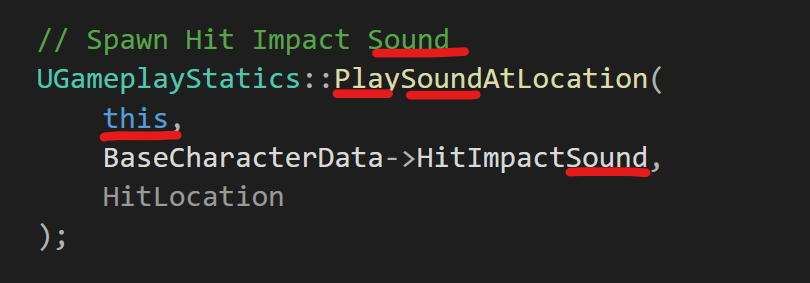 // Spawn Hit Impact Sound
UGameplayStatics::PlaySoundAtLocation(
this,
BaseCharacterData->HitImpactSound,
HitLocation
);